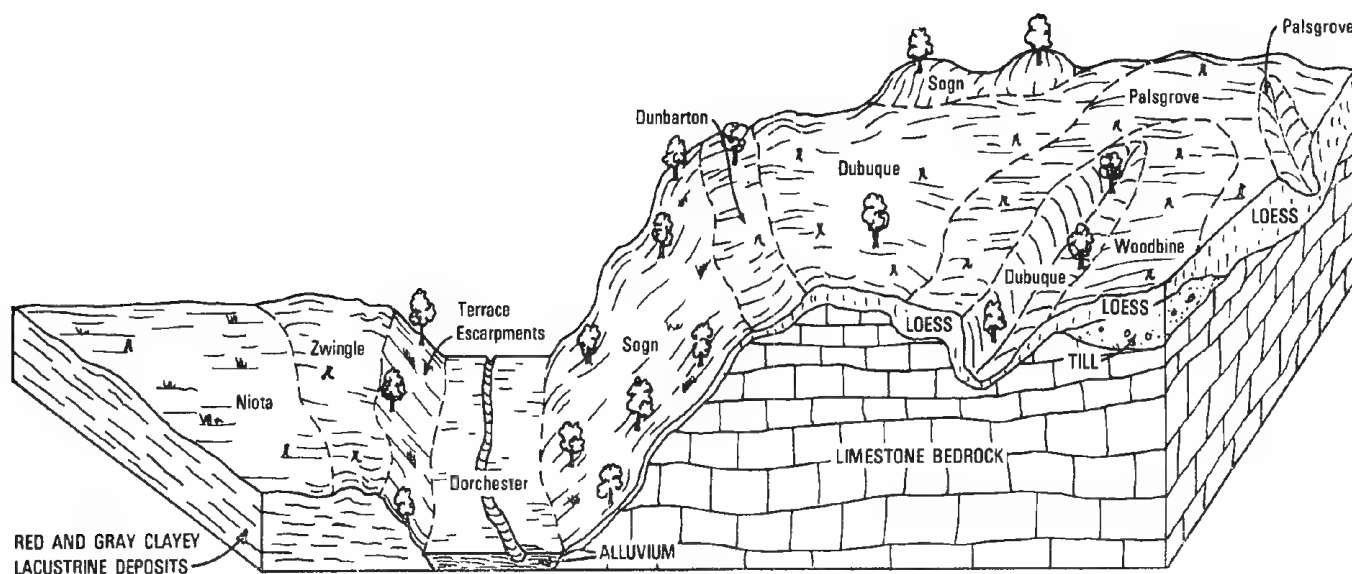 Palsgrove
Sogn
Palsgrove
Dunbarton
Dubuque
LOESS
Terrace
Escarpments
Woodbine
Zwingle
Sogn
Dubuque
LOESS
LOESS
TILL
Niota
LIMESTONE BEDROCK
Dorchester
RED AND GRAY CLAYEY
LACUSTRINE DEPOSITS
ALLUVIUM